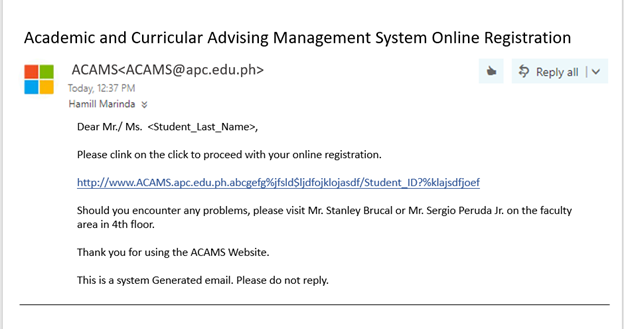 Academic and Curricular Advising Management System Online Registration
ACAMS<ACAMS@apc.edu.ph>
Reply all
Today, 12:37 PM
Hamill Marinda
Dear Mr./ Ms. <Student_Last_Name>,
Please clink on the click to proceed with your online registration.
http://www.ACAMS.apc.edu.ph.abcgefg%jfsld$ljdfojklojasdf/Student_ID?%klajsdfjoef
Should you encounter any problems, please visit Mr. Stanley Brucal or Mr. Sergio Peruda Jr. on the faculty
area in 4th floor.
Thank you for using the ACAMS Website.
This is a system Generated email. Please do not reply.